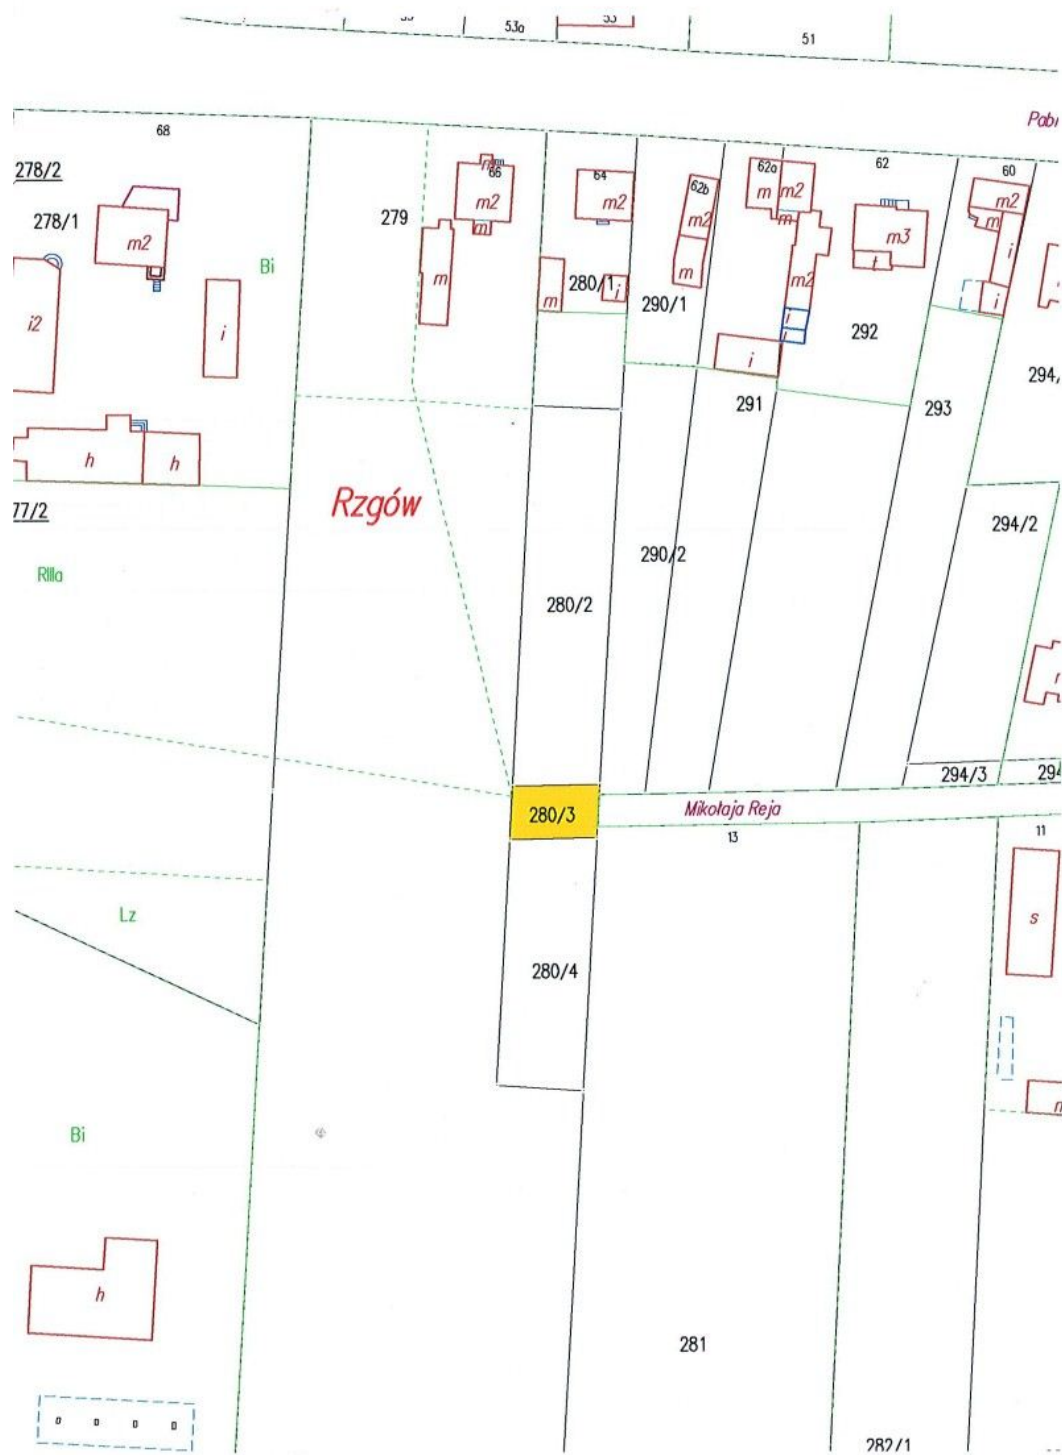 53a
53
51
Pabi
68
278/2
278/1
m2
Bi
i2
i
h
h
77/2
RIIIa
279
m
66
m2
m
m
64
m2
280/1
m
i
62b
m2
m
290/1
62a
m
m2
m
m2
i
i
i
62
m3
t
292
60
m2
m
i
i
293
294,
291
Rzgów
294/2
290/2
280/2
294/3
294
280/3
Mikołaja Reja
13
11
s
Lz
280/4
Bi
h
281
282/1